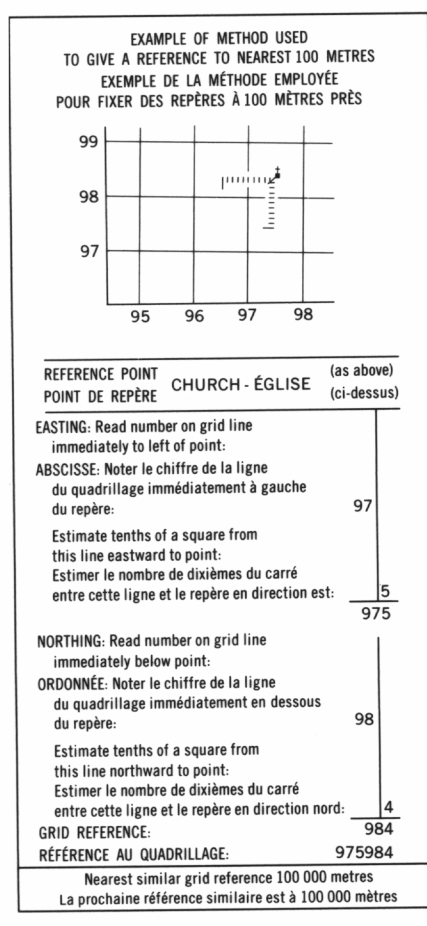 EXAMPLE OF METHOD USED
TO GIVE A REFERENCE TO NEAREST 100 METRES
EXEMPLE DE LA MÉTHODE EMPLOYÉE
POUR FIXER DES REPÈRES À 100 MÈTRES PRÈS
99
98
97
95 96 97 98
REFERENCE POINT
POINT DE REPÈRE
CHURCH - ÉGLISE
(as above)
(ci-dessus)
EASTING: Read number on grid line
immediately to left of point:
ABSCISSE: Noter le chiffre de la ligne
du quadrillage immédiatement à gauche
du repère: 97
Estimate tenths of a square from
this line eastward to point:
Estimer le nombre de dixièmes du carré
entre cette ligne et le repère en direction est: 5
975
NORTHING: Read number on grid line
immediately below point:
ORDONNÉE: Noter le chiffre de la ligne
du quadrillage immédiatement en dessous
du repère: 98
Estimate tenths of a square from
this line northward to point:
Estimer le nombre de dixièmes du carré
entre cette ligne et le repère en direction nord: 4
GRID REFERENCE: 984
RÉFÉRENCE AU QUADRILLAGE: 975984
Nearest similar grid reference 100 000 metres
La prochaine référence similaire est à 100 000 mètres